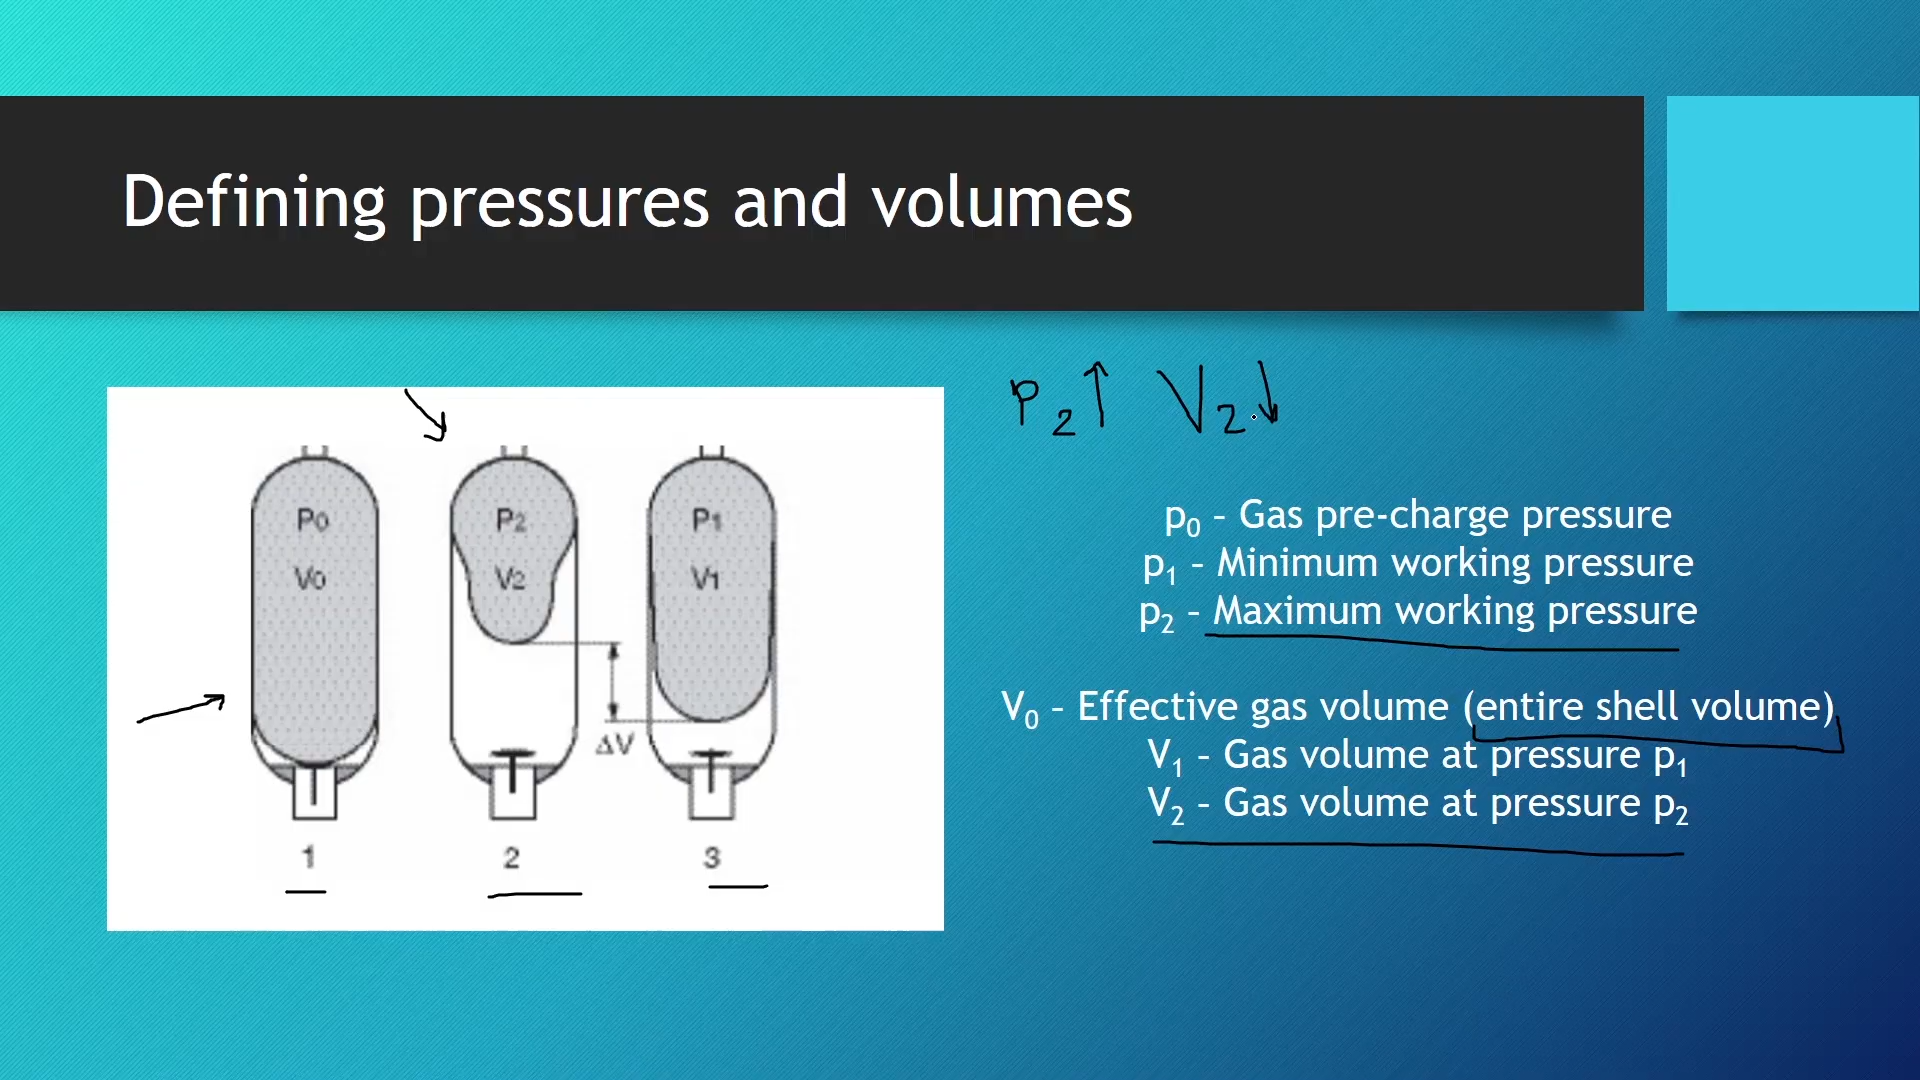 Defining pressures and volumes
P₂↑ V₂↓
P₀ P₂ P₁
V₀ V₂ V₁
ΔV
1 2 3
p₀ – Gas pre-charge pressure
p₁ – Minimum working pressure
p₂ – Maximum working pressure
V₀ – Effective gas volume (entire shell volume)
V₁ – Gas volume at pressure p₁
V₂ – Gas volume at pressure p₂